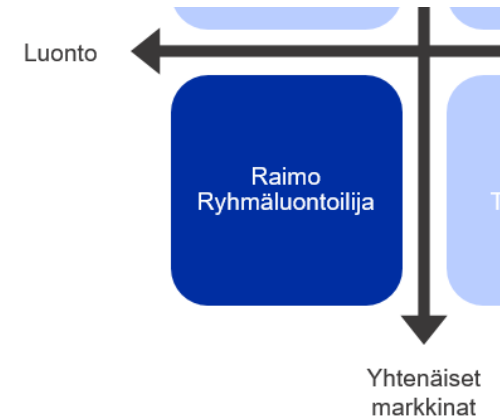 Luonto
Raimo
Ryhmäluontoilija
T
Yhtenäiset
markkinat